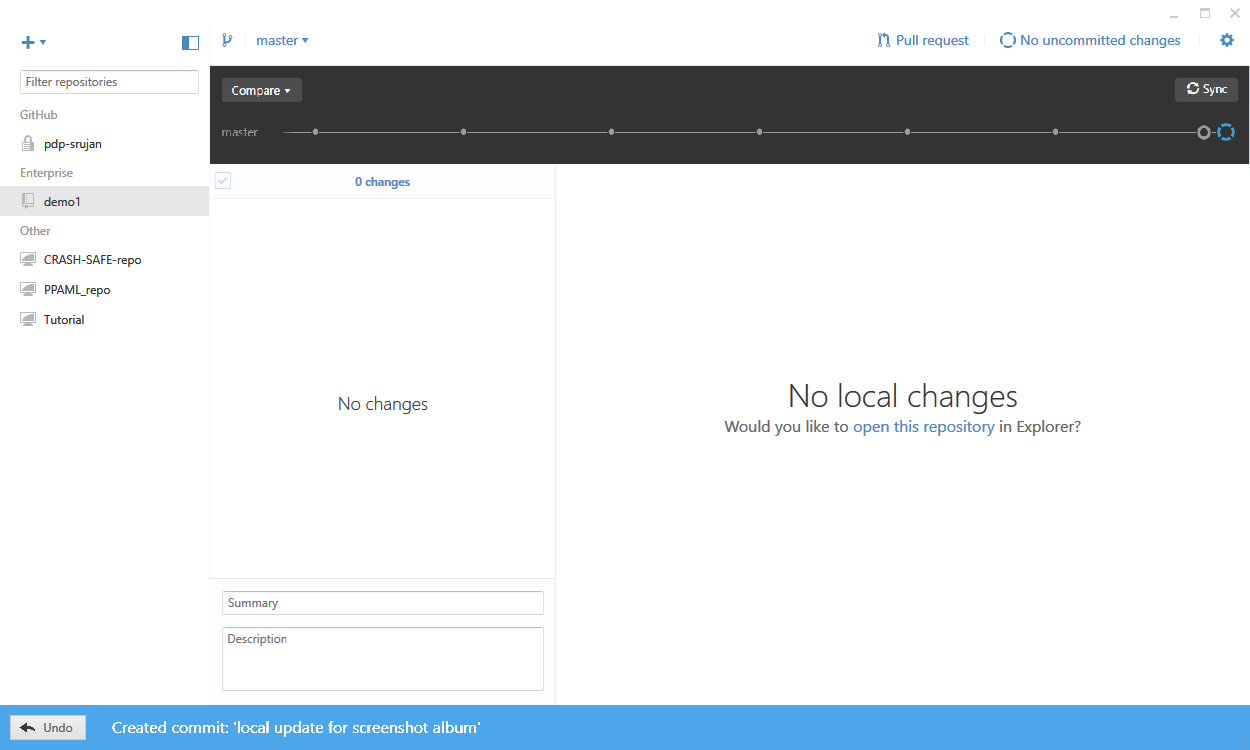 master
Pull request
No uncommitted changes
Filter repositories
GitHub
pdp-srujan
Enterprise
demo1
Other
CRASH-SAFE-repo
PPAML_repo
Tutorial
Compare
Sync
master
0 changes
No changes
Summary
Description
No local changes
Would you like to open this repository in Explorer?
Undo
Created commit: 'local update for screenshot album'